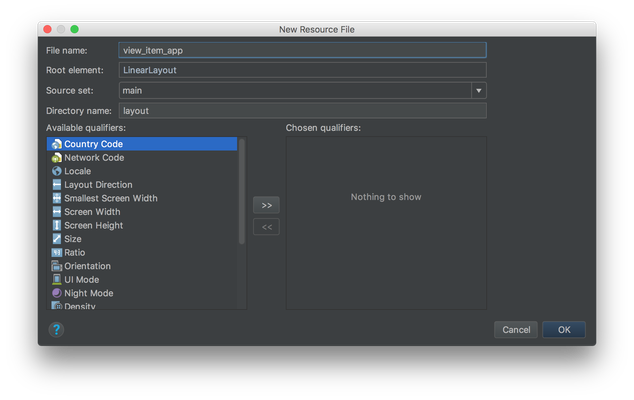 New Resource File
File name: view_item_app
Root element: LinearLayout
Source set: main
Directory name: layout
Available qualifiers: Chosen qualifiers:
Country Code
Network Code
Locale
Layout Direction
Smallest Screen Width
Screen Width
Screen Height
Size
Ratio
Orientation
UI Mode
Night Mode
Density
Nothing to show
>>
<<
?
Cancel OK